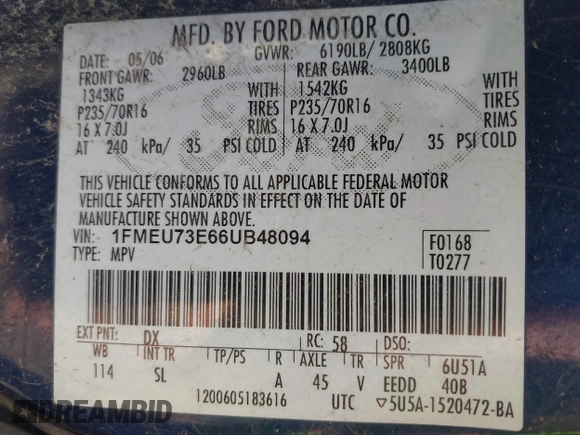 MFD. BY FORD MOTOR CO.
DATE: 05/06 GVWR: 6190LB/ 2808KG
FRONT GAWR: 2960LB REAR GAWR: 3400LB
1343KG WITH 1542KG WITH
P235/70R16 TIRES P235/70R16 TIRES
16 X 7.0J RIMS 16 X 7.0J RIMS
AT 240 kPa/ 35 PSI COLD AT 240 kPa/ 35 PSI COLD
THIS VEHICLE CONFORMS TO ALL APPLICABLE FEDERAL MOTOR
VEHICLE SAFETY STANDARDS IN EFFECT ON THE DATE OF
MANUFACTURE SHOWN ABOVE.
VIN: 1FMEU73E66UB48094 F0168
TYPE: MPV T0277
EXT PNT: DX RC: 58 DSO:
WB INT TR TP/PS R AXLE TR SPR 6U51A
114 SL A 45 V EEDD 40B
1200605183616 UTC ▽5U5A-1520472-BA
DREAMBID